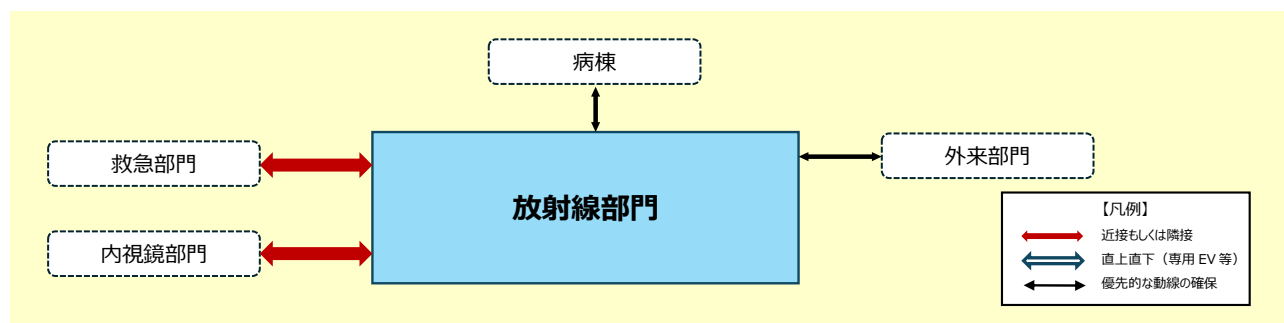 病棟
救急部門
外来部門
放射線部門
内視鏡部門
【凡例】
近接もしくは隣接
直上直下（専用 EV 等）
優先的な動線の確保